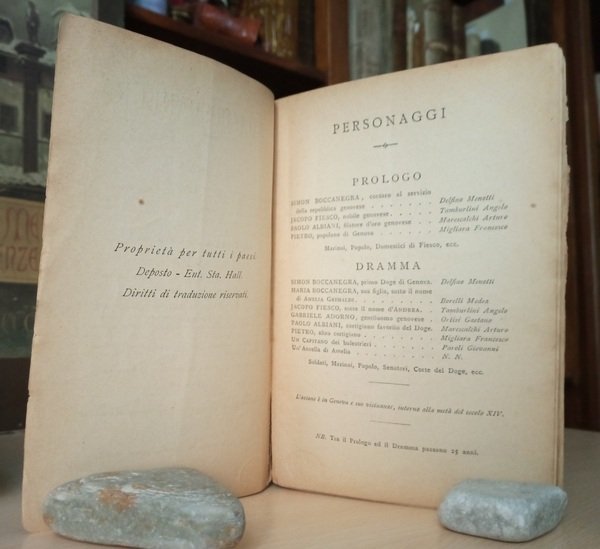 Proprietà per tutti i paesi.
Deposto - Ent. Sta. Hall.
Diritti di traduzione riservati.
PERSONAGGI
PROLOGO
SIMON BOCCANEGRA, corsaro al servizio
della repubblica genovese . . . . . . . Delfino Menotti
JACOPO FIESCO, nobile genovese. . . . . . Tamburlini Angelo
PAOLO ALBIANI, filatore d'oro genovese . . . Marescalchi Arturo
PIETRO, popolano di Genova . . . . . . . Migliara Francesco
Marinai, Popolo, Domestici di Fiesco, ecc.
DRAMMA
SIMON BOCCANEGRA, primo Doge di Genova. Delfino Menotti
MARIA BOCCANEGRA, sua figlia, sotto il nome
di AMELIA GRIMALDI. . . . . . . . . Medea
JACOPO FIESCO, sotto il nome d'ANDREA. . . Tamburlini Angelo
GABRIELE ADORNO, gentiluomo genovese . . Gaetano
PAOLO ALBIANI, cortigiano favorito del Doge. Marescalchi Arturo
PIETRO, altro cortigiano . . . . . . . . Migliara Francesco
UN CAPITANO dei balestrieri . . . . . . . Paroli Giovanni
UN'Ancella di Amelia . . . . . . . . . N. N.
Soldati, Marinai, Popolo, Senatori, Corte del Doge, ecc.
L'azione è in Genova e sue vicinanze, intorno alla metà del secolo XIV.
NB. Tra il Prologo ed il Dramma passano 25 anni.